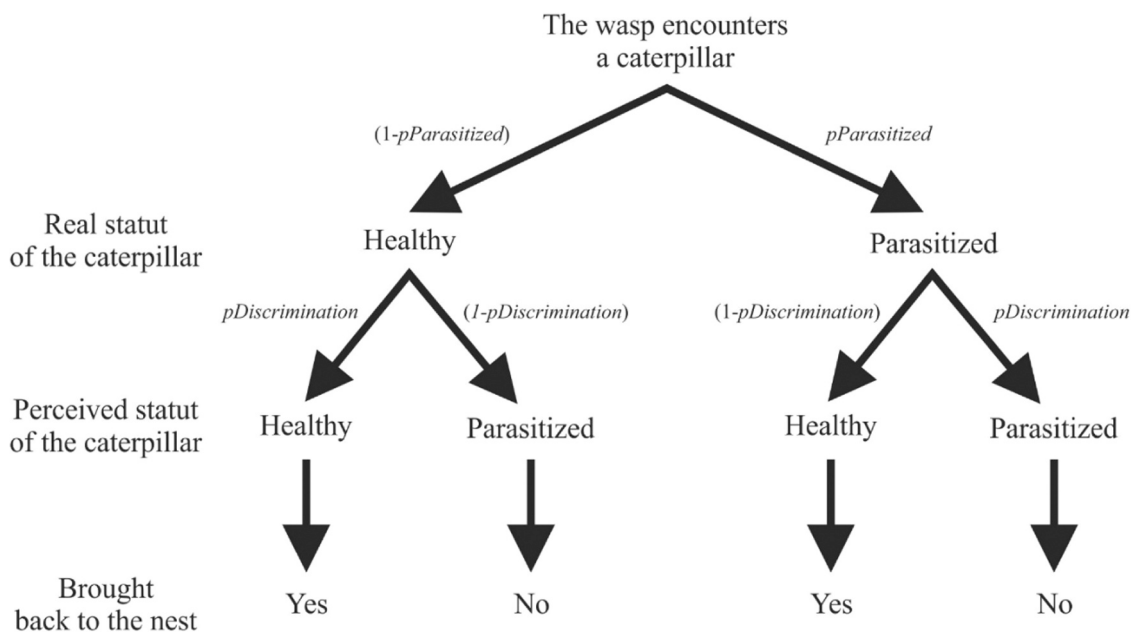 The wasp encounters
a caterpillar
(1-pParasitized)
pParasitized
Real statut
of the caterpillar
Healthy
Parasitized
pDiscrimination
(1-pDiscrimination)
(1-pDiscrimination)
pDiscrimination
Perceived statut
of the caterpillar
Healthy
Parasitized
Healthy
Parasitized
Brought
back to the nest
Yes
No
Yes
No